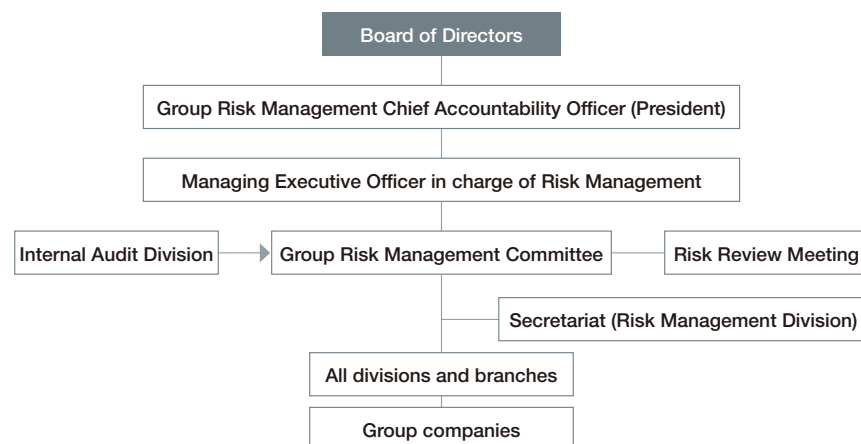 Board of Directors
Group Risk Management Chief Accountability Officer (President)
Managing Executive Officer in charge of Risk Management
Internal Audit Division
Group Risk Management Committee
Risk Review Meeting
Secretariat (Risk Management Division)
All divisions and branches
Group companies